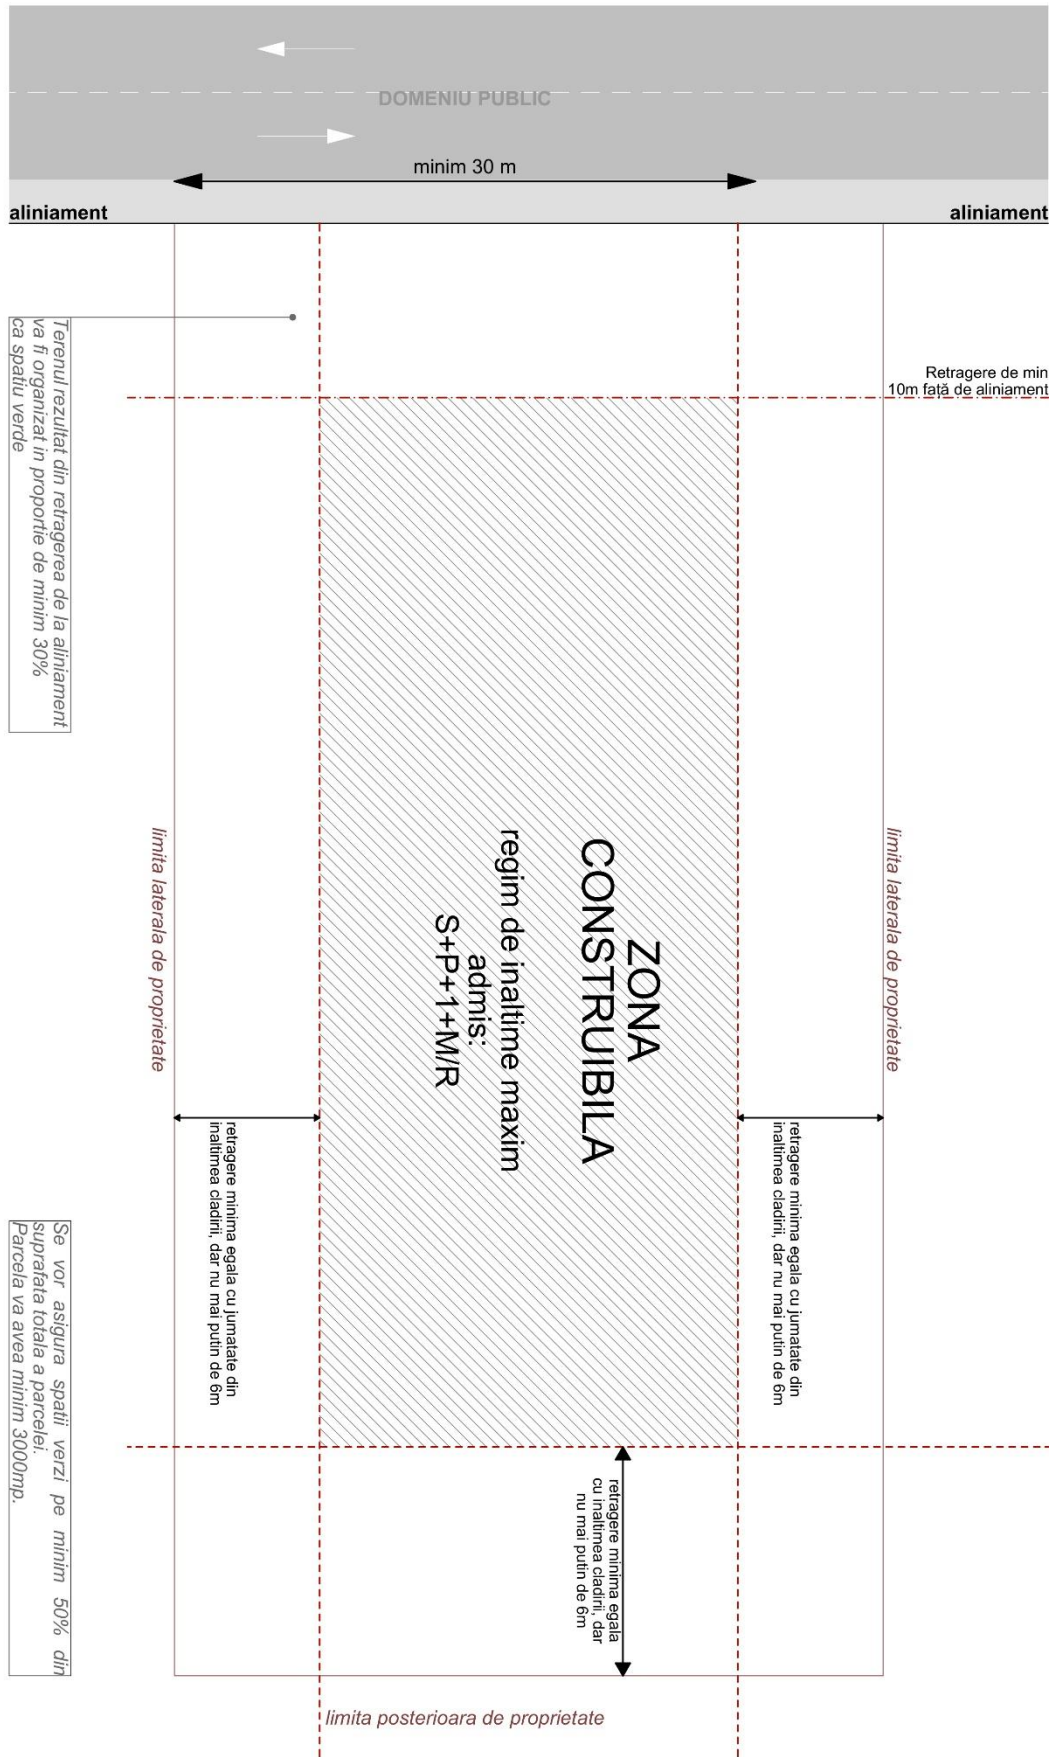 DOMENIU PUBLIC
minim 30 m
aliniament
aliniament
Retragere de min
10m față de aliniament
Terenul rezultat din retragerea de la aliniament
va fi organizat in proportie de minim 30%
ca spatiu verde
ZONA
CONSTRUIBILA
regim de inaltime maxim
admis:
S+P+1+M/R
limita laterala de proprietate
limita laterala de proprietate
retragere minima egala cu jumatate din
inaltimea cladirii, dar nu mai putin de 6m
retragere minima egala cu jumatate din
inaltimea cladirii, dar nu mai putin de 6m
Se vor asigura spatii verzi pe minim 50% din
suprafata totala a parcelei.
Parcela va avea minim 3000mp.
retragere minima egala
cu inaltimea cladirii, dar
nu mai putin de 6m
limita posterioara de proprietate